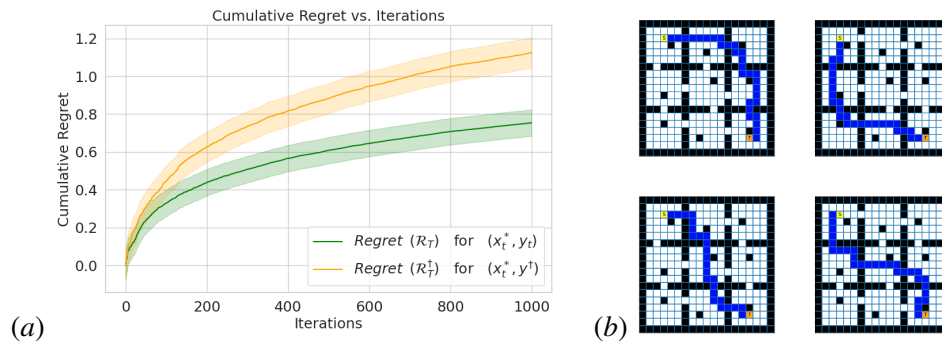 Cumulative Regret vs. Iterations
Cumulative Regret
1.2
1.0
0.8
0.6
0.4
0.2
0.0
Regret (ℛ_T) for (x_t^*, y_t)
Regret (ℛ_T^†) for (x_t^*, y^†)
0 200 400 600 800 1000
Iterations
(a)
(b)
S
T
S
T
S
T
S
T